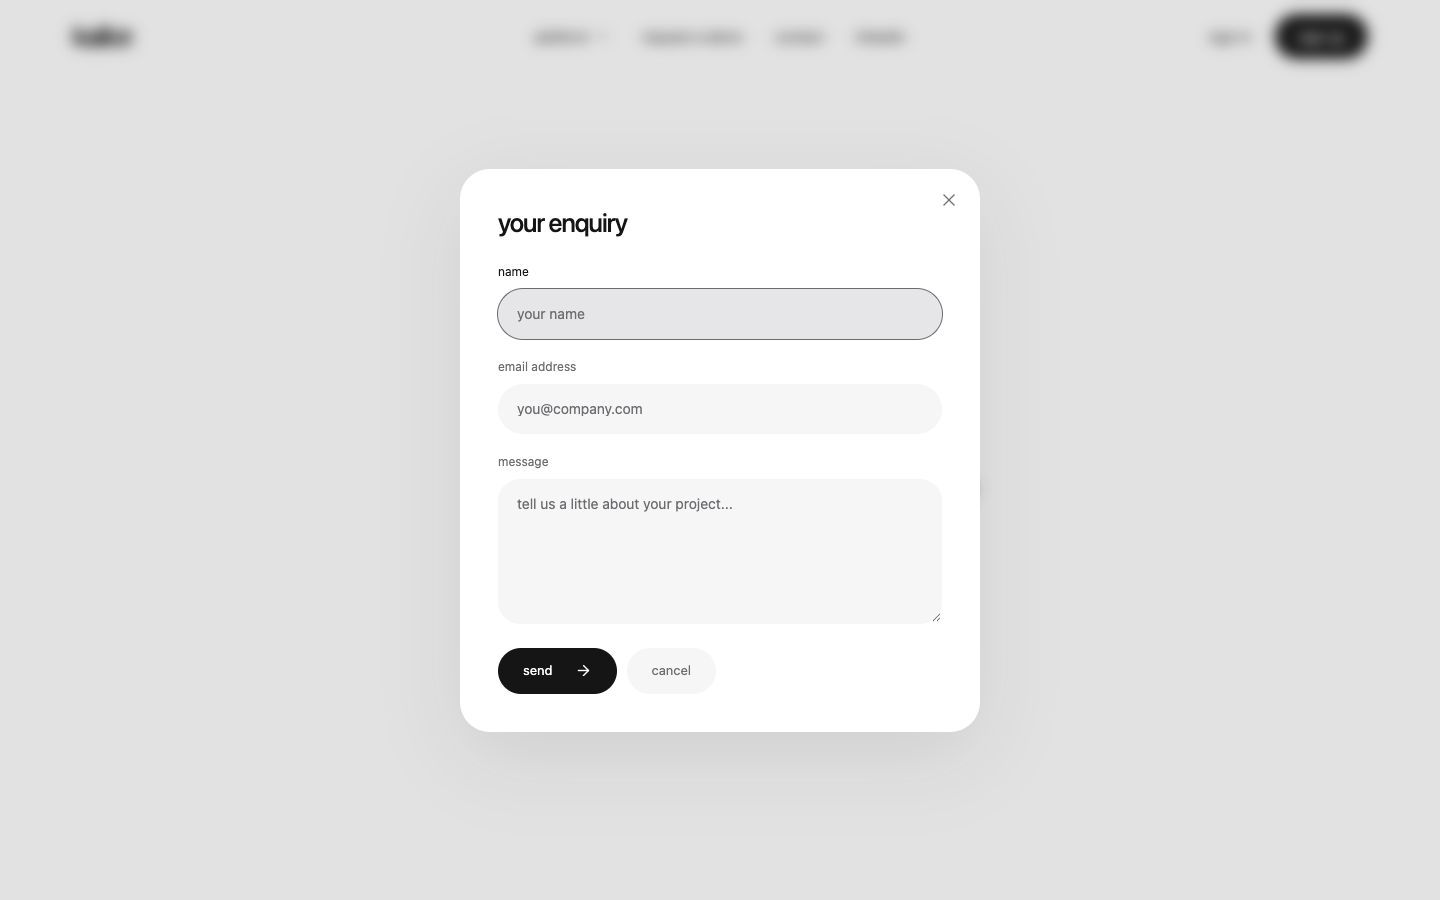 your enquiry
name
your name
email address
you@company.com
message
tell us a little about your project...
send
cancel